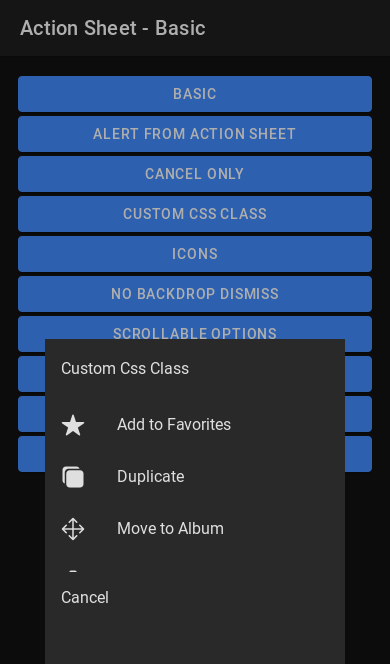 Action Sheet - Basic
BASIC
ALERT FROM ACTION SHEET
CANCEL ONLY
CUSTOM CSS CLASS
ICONS
NO BACKDROP DISMISS
SCROLLABLE OPTIONS
Custom Css Class
Add to Favorites
Duplicate
Move to Album
Cancel